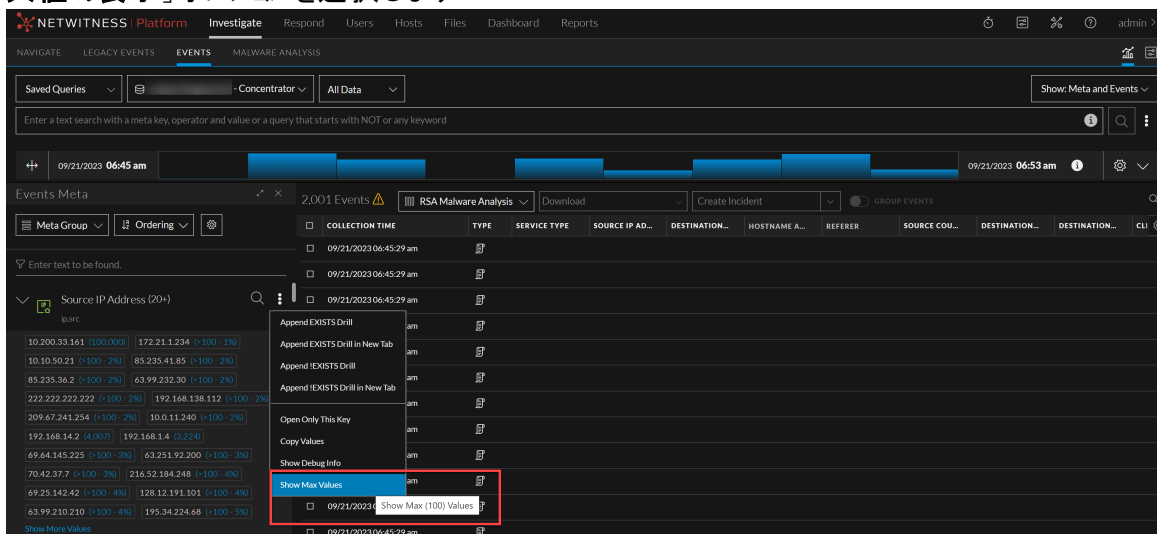 NETWITNESS Platform Investigate Respond Users Hosts Files Dashboard Reports admin >
NAVIGATE LEGACY EVENTS EVENTS MALWARE ANALYSIS
Saved Queries - Concentrator All Data Show: Meta and Events
Enter a text search with a meta key, operator and value or a query that starts with NOT or any keyword
09/21/2023 06:45 am 09/21/2023 06:53 am
Events Meta 2,001 Events RSA Malware Analysis Download Create Incident GROUP EVENTS
Meta Group Ordering
COLLECTION TIME TYPE SERVICE TYPE SOURCE IP AD... DESTINATION... HOSTNAME A... REFERER SOURCE COU... DESTINATION... DESTINATION... CLI
09/21/2023 06:45:29 am
Enter text to be found.
09/21/2023 06:45:29 am
Source IP Address (20+)
09/21/2023 06:45:29 am
ip.src
Append EXISTS Drill am
10.200.33.161 (100,000) 172.21.1.234 (>100 - 1%)
Append EXISTS Drill in New Tab am
10.10.50.21 (>100 - 2%) 85.235.41.85 (>100 - 2%)
Append !EXISTS Drill
85.235.36.2 (>100 - 2%) 63.99.232.30 (>100 - 2%) am
Append !EXISTS Drill in New Tab
222.222.222.222 (>100 - 2%) 192.168.138.112 (>100 - 2%) am
209.67.241.254 (>100 - 2%) 10.0.11.240 (>100 - 2%)
Open Only This Key am
192.168.14.2 (4,007) 192.168.1.4 (3,224)
Copy Values
69.64.145.225 (>100 - 3%) 63.251.92.200 (>100 - 3%) am
Show Debug Info
70.42.37.7 (>100 - 3%) 216.52.184.248 (>100 - 4%)
Show Max Values am
69.25.142.42 (>100 - 4%) 128.12.191.101 (>100 - 4%)
09/21/2023 Show Max (100) Values
63.99.210.210 (>100 - 4%) 195.34.224.68 (>100 - 5%)
Show More Values
09/21/2023 06:45:29 am